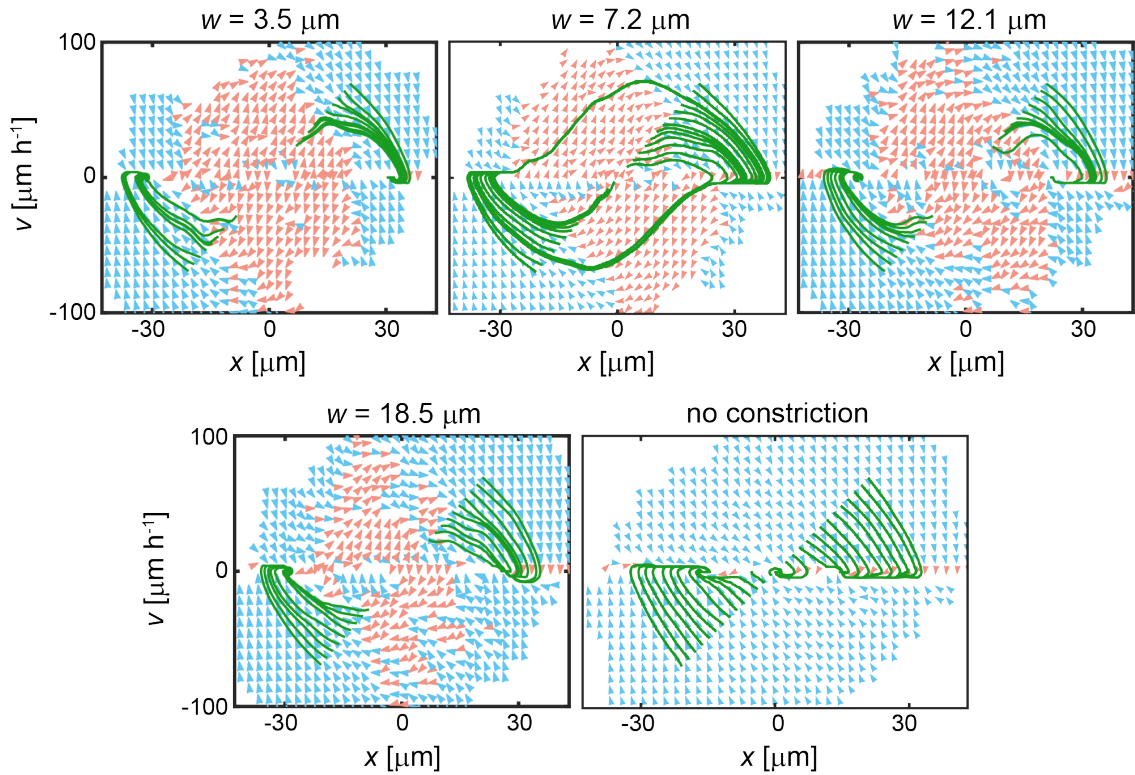 w = 3.5 μm
w = 7.2 μm
w = 12.1 μm
100
0
-100
v [μm h⁻¹]
-30 0 30
-30 0 30
-30 0 30
x [μm]
x [μm]
x [μm]
w = 18.5 μm
no constriction
100
0
-100
v [μm h⁻¹]
-30 0 30
-30 0 30
x [μm]
x [μm]